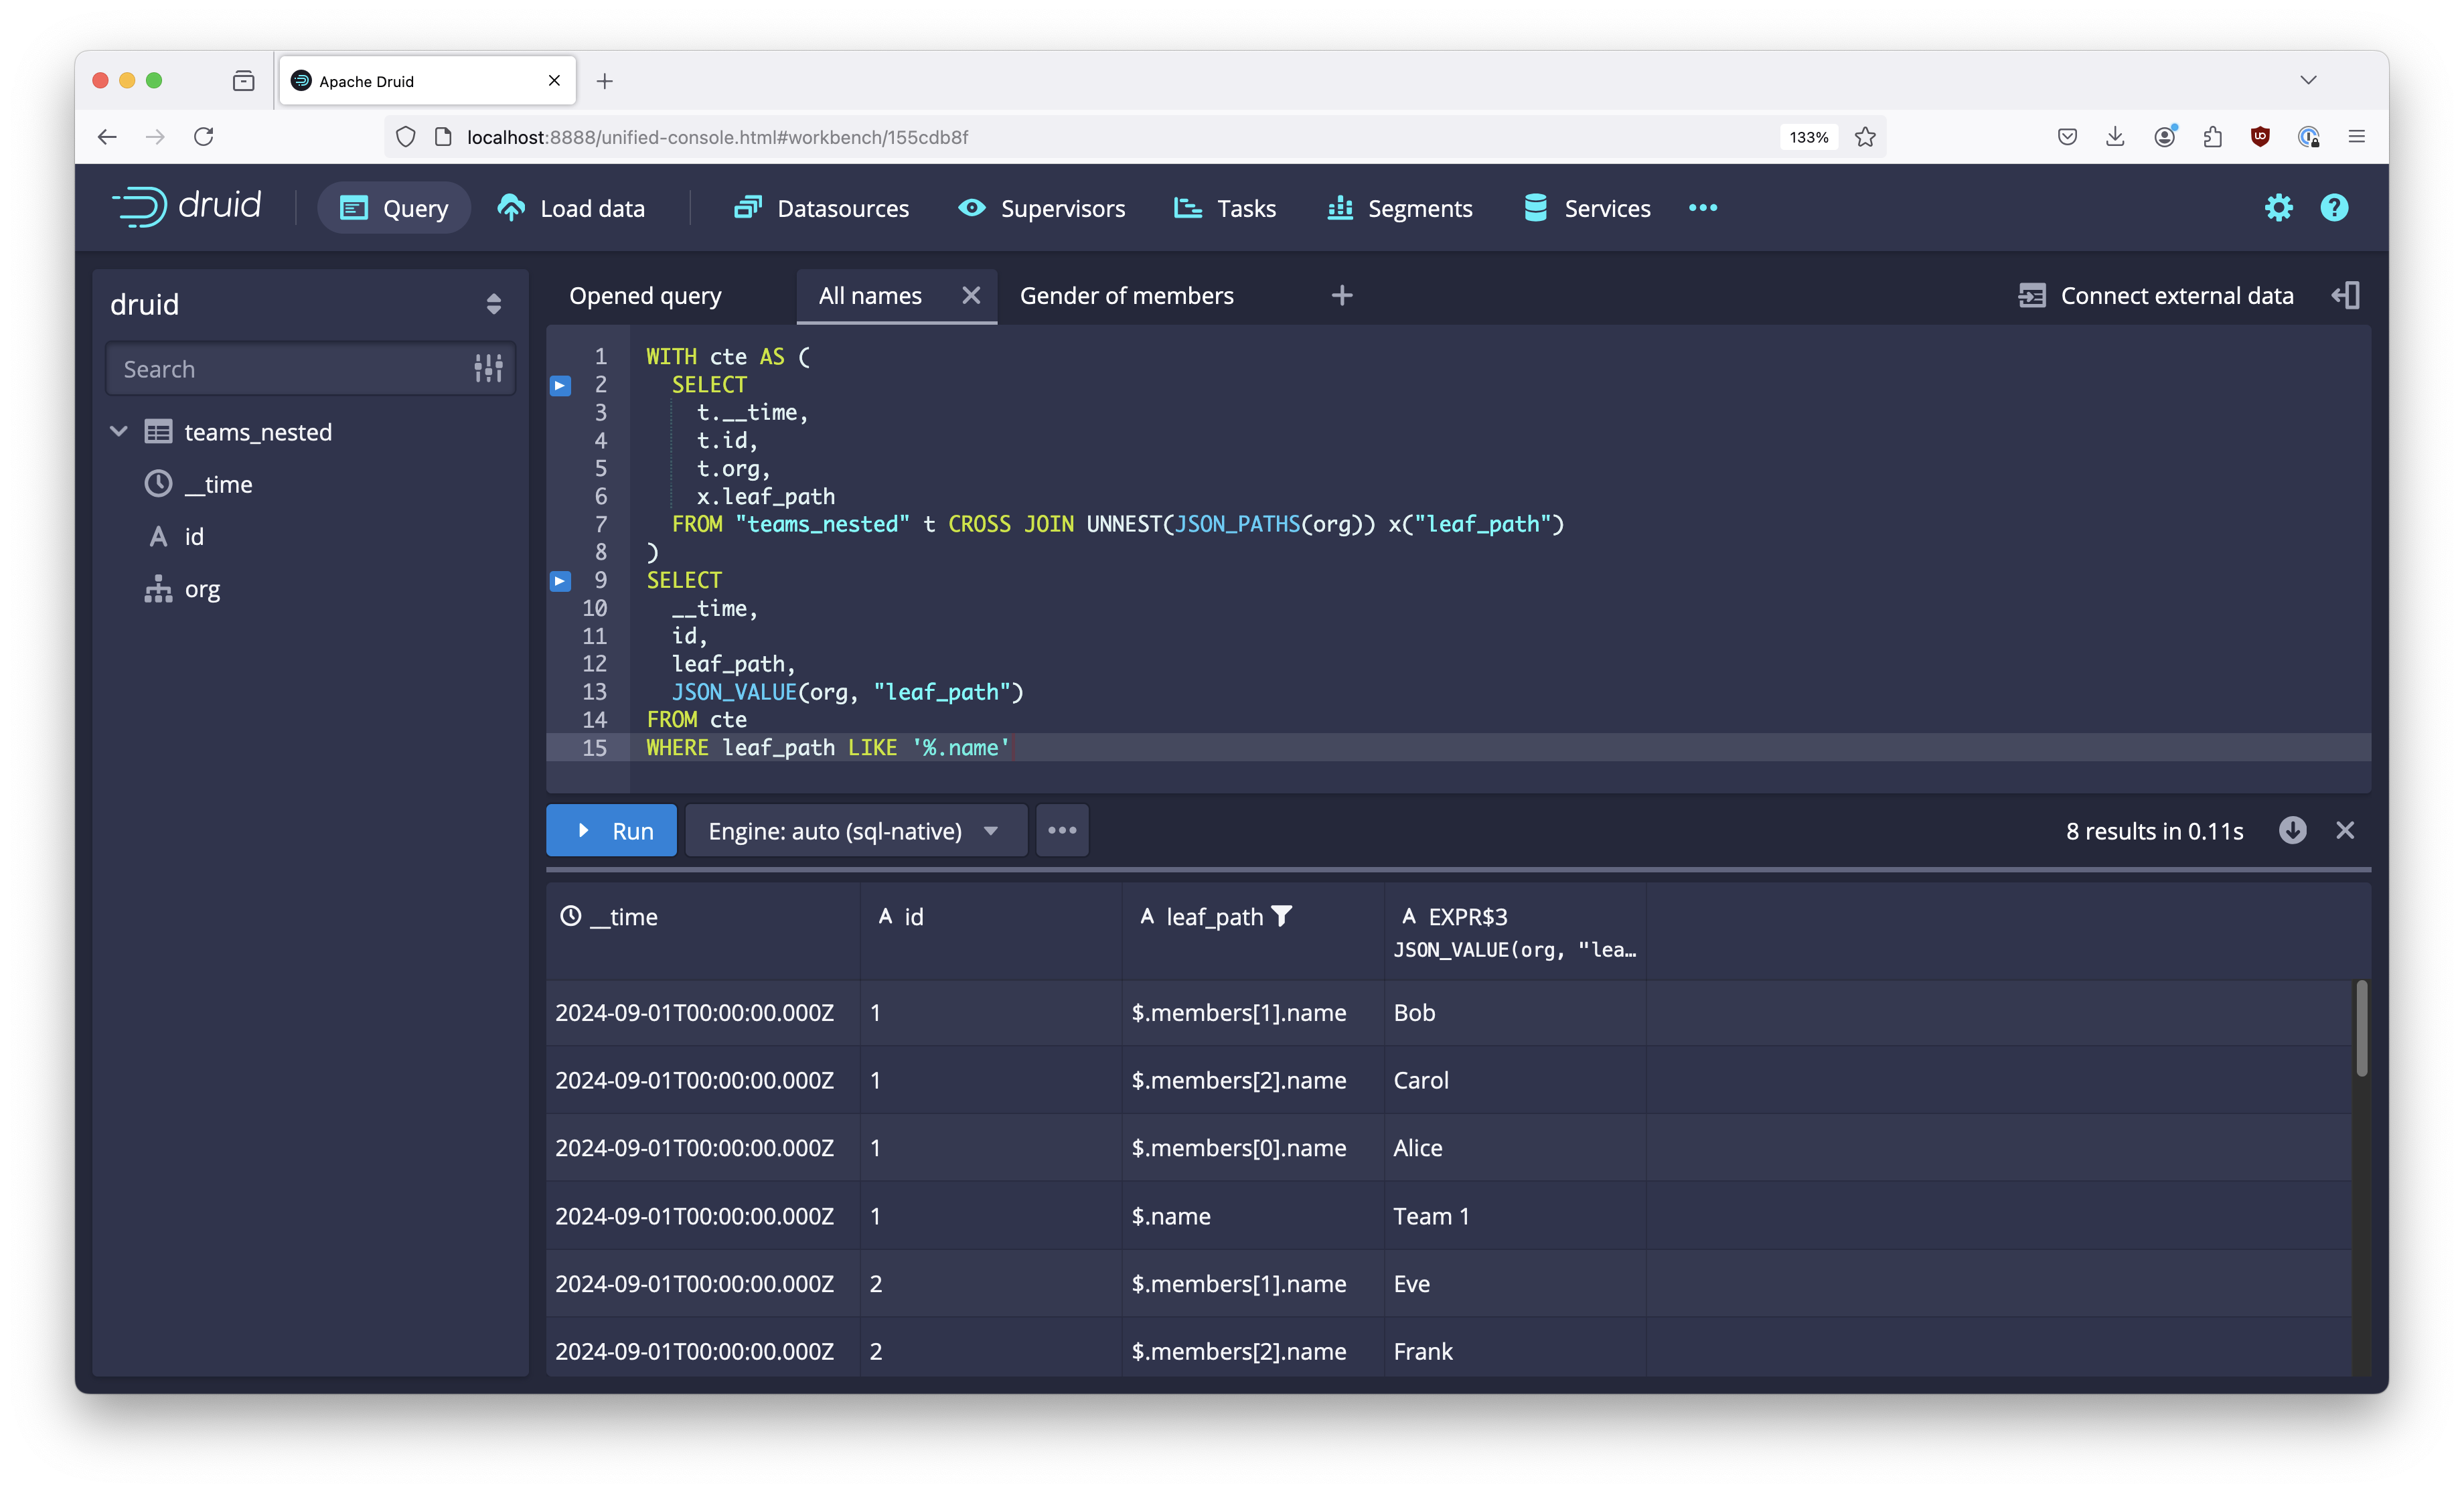 Apache Druid
localhost:8888/unified-console.html#workbench/155cdb8f
133%
druid
Query
Load data
Datasources
Supervisors
Tasks
Segments
Services
druid
Search
teams_nested
__time
id
org
Opened query
All names
Gender of members
Connect external data
1 WITH cte AS (
2 SELECT
3 t.__time,
4 t.id,
5 t.org,
6 x.leaf_path
7 FROM "teams_nested" t CROSS JOIN UNNEST(JSON_PATHS(org)) x("leaf_path")
8 )
9 SELECT
10 __time,
11 id,
12 leaf_path,
13 JSON_VALUE(org, "leaf_path")
14 FROM cte
15 WHERE leaf_path LIKE '%.name'
Run
Engine: auto (sql-native)
8 results in 0.11s
__time
A id
A leaf_path
A EXPR$3
JSON_VALUE(org, "lea…
2024-09-01T00:00:00.000Z 1 $.members[1].name Bob
2024-09-01T00:00:00.000Z 1 $.members[2].name Carol
2024-09-01T00:00:00.000Z 1 $.members[0].name Alice
2024-09-01T00:00:00.000Z 1 $.name Team 1
2024-09-01T00:00:00.000Z 2 $.members[1].name Eve
2024-09-01T00:00:00.000Z 2 $.members[2].name Frank